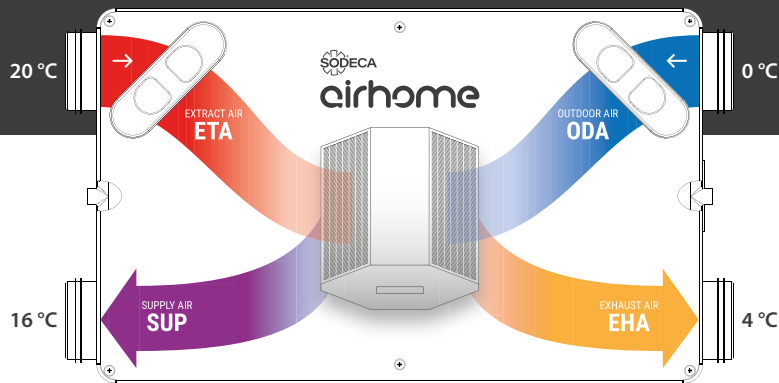 SODECA
airhome
20 °C
0 °C
EXTRACT AIR
ETA
OUTDOOR AIR
ODA
SUPPLY AIR
SUP
EXHAUST AIR
EHA
16 °C
4 °C